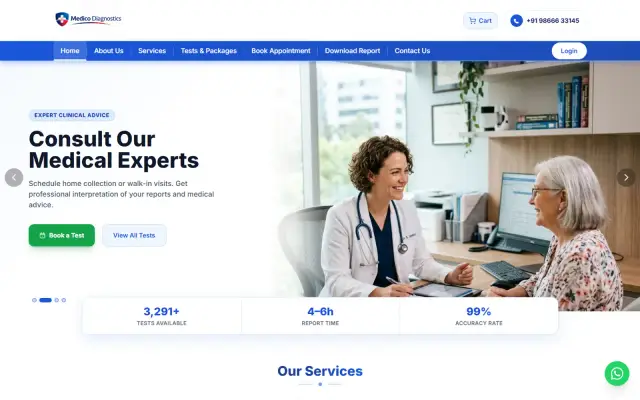 Medico Diagnostics
Cart
+91 98666 33145
Home
About Us
Services
Tests & Packages
Book Appointment
Download Report
Contact Us
Login
EXPERT CLINICAL ADVICE
Consult Our
Medical Experts
Schedule home collection or walk-in visits. Get
professional interpretation of your reports and medical
advice.
Book a Test
View All Tests
3,291+
TESTS AVAILABLE
4–6h
REPORT TIME
99%
ACCURACY RATE
Our Services